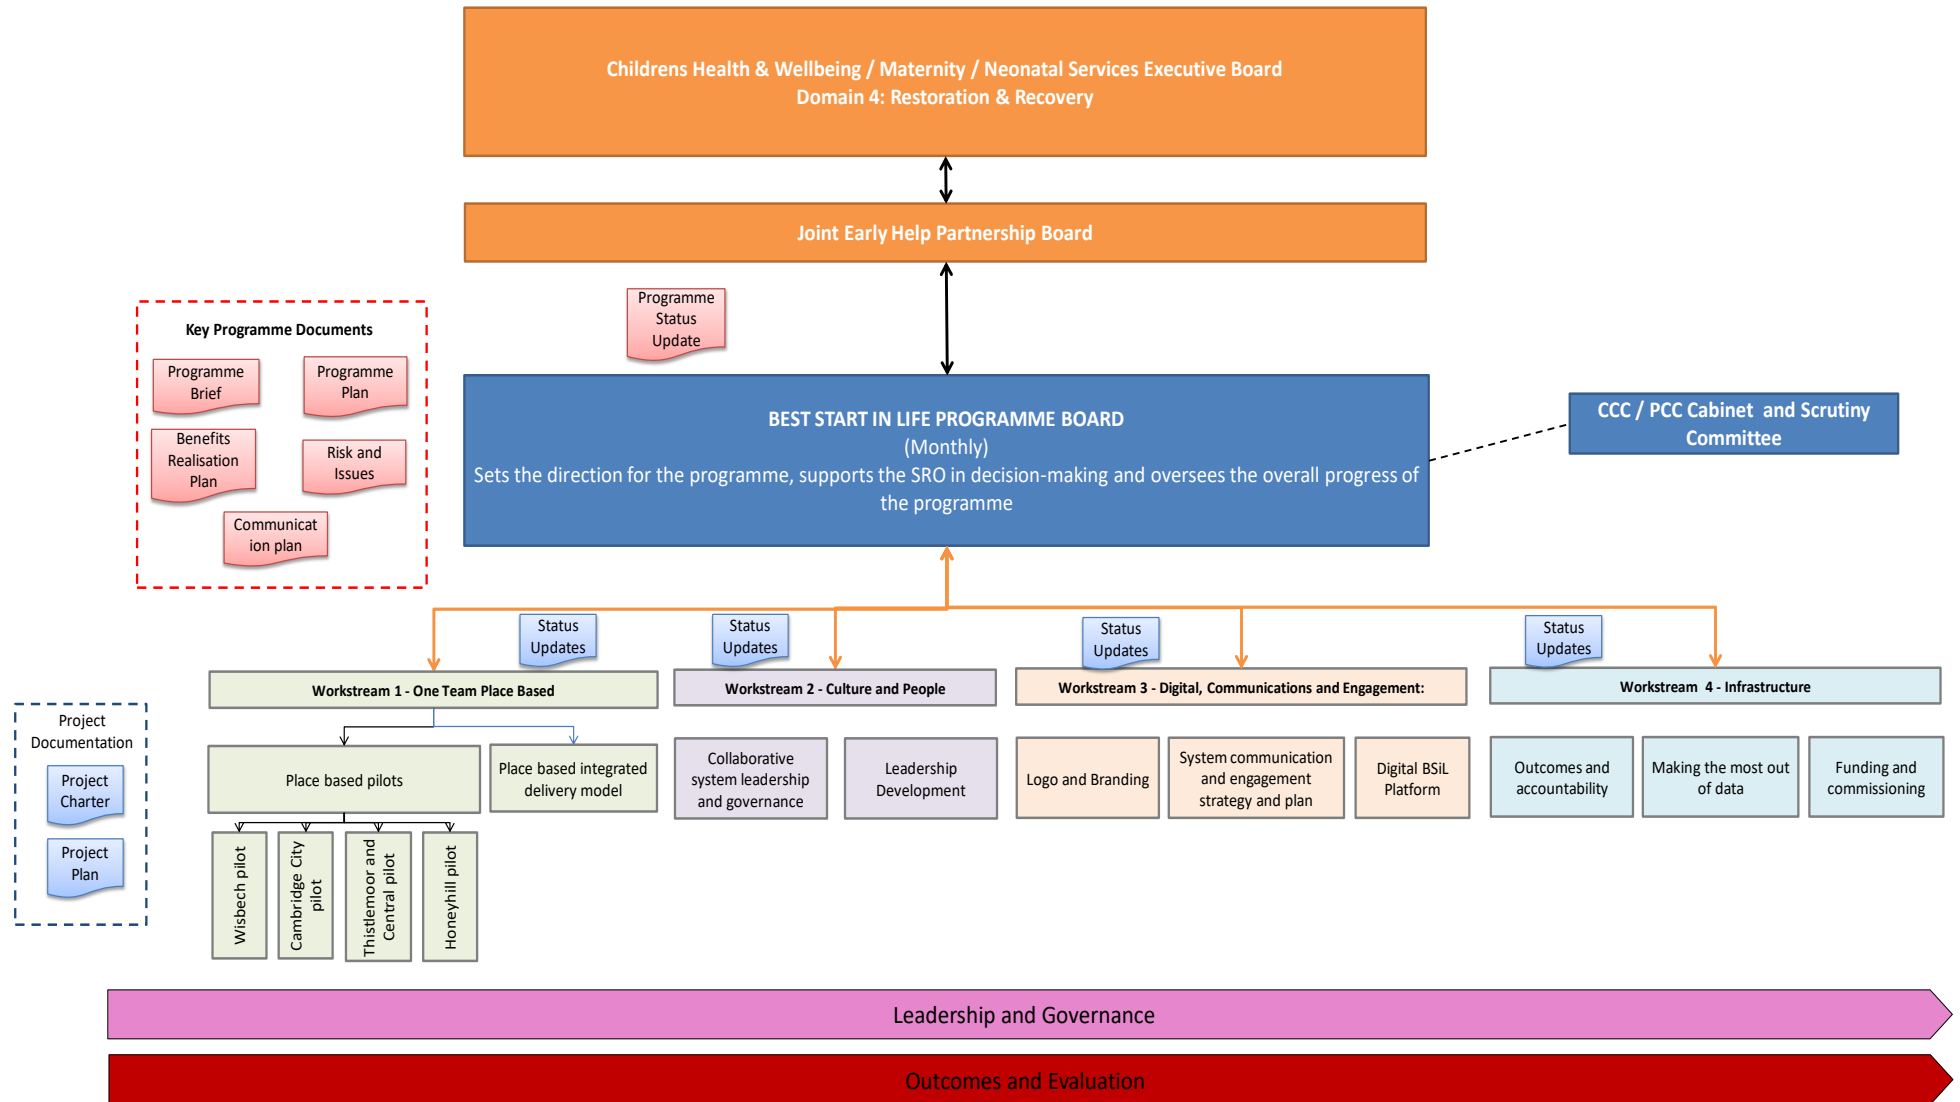 Childrens Health & Wellbeing / Maternity / Neonatal Services Executive Board
Domain 4: Restoration & Recovery
Joint Early Help Partnership Board
Programme
Status
Update
Key Programme Documents
Programme
Brief
Programme
Plan
Benefits
Realisation
Plan
Risk and
Issues
Communicat
ion plan
BEST START IN LIFE PROGRAMME BOARD
(Monthly)
Sets the direction for the programme, supports the SRO in decision-making and oversees the overall progress of
the programme
CCC / PCC Cabinet and Scrutiny
Committee
Status
Updates
Status
Updates
Status
Updates
Status
Updates
Workstream 1 - One Team Place Based
Workstream 2 - Culture and People
Workstream 3 - Digital, Communications and Engagement:
Workstream 4 - Infrastructure
Project
Documentation
Project
Charter
Project
Plan
Place based pilots
Place based integrated
delivery model
Collaborative
system leadership
and governance
Leadership
Development
Logo and Branding
System communication
and engagement
strategy and plan
Digital BSiL
Platform
Outcomes and
accountability
Making the most out
of data
Funding and
commissioning
Wisbech pilot
Cambridge City
pilot
Thistlemoor and
Central pilot
Honeyhill pilot
Leadership and Governance
Outcomes and Evaluation